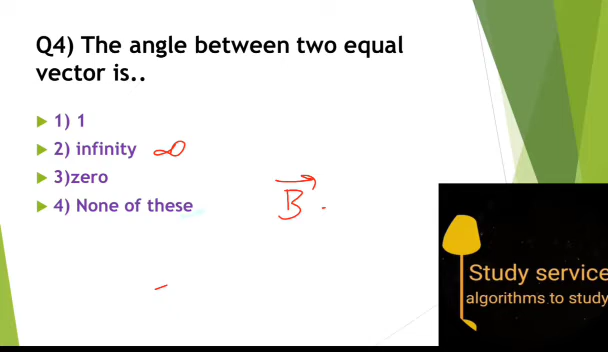 Q4) The angle between two equal
vector is..
1) 1
2) infinity ∞
3)zero
4) None of these
B
Study service
algorithms to study